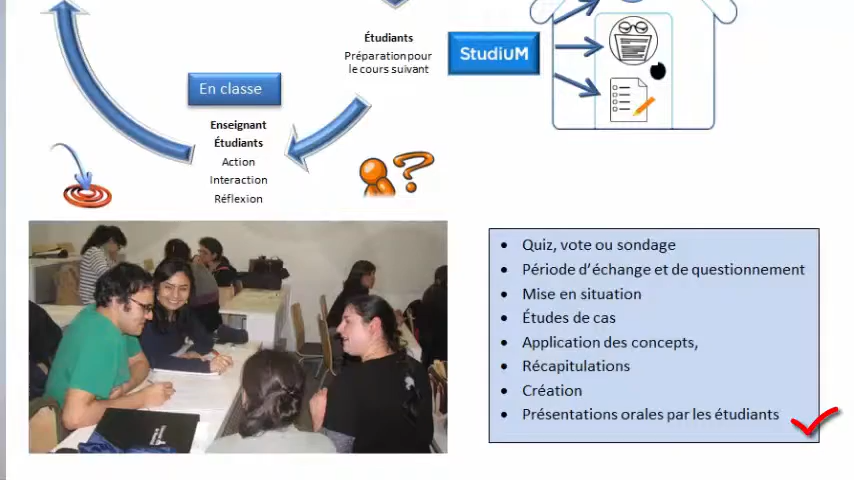 Étudiants
Préparation pour
le cours suivant
StudiUM
En classe
Enseignant
Étudiants
Action
Interaction
Réflexion
• Quiz, vote ou sondage
• Période d'échange et de questionnement
• Mise en situation
• Études de cas
• Application des concepts,
• Récapitulations
• Création
• Présentations orales par les étudiants